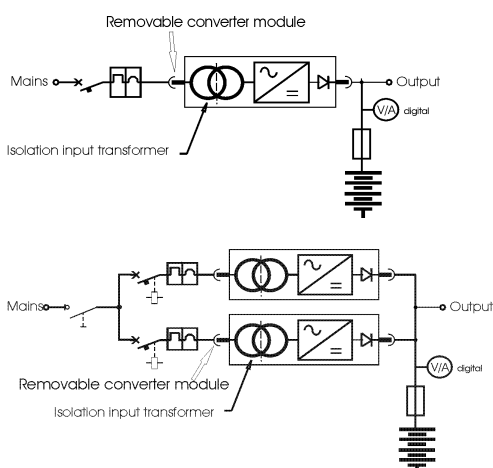 Removable converter module
Mains
Output
V/A digital
Isolation input transformer
Mains
Output
V/A digital
Removable converter module
Isolation input transformer